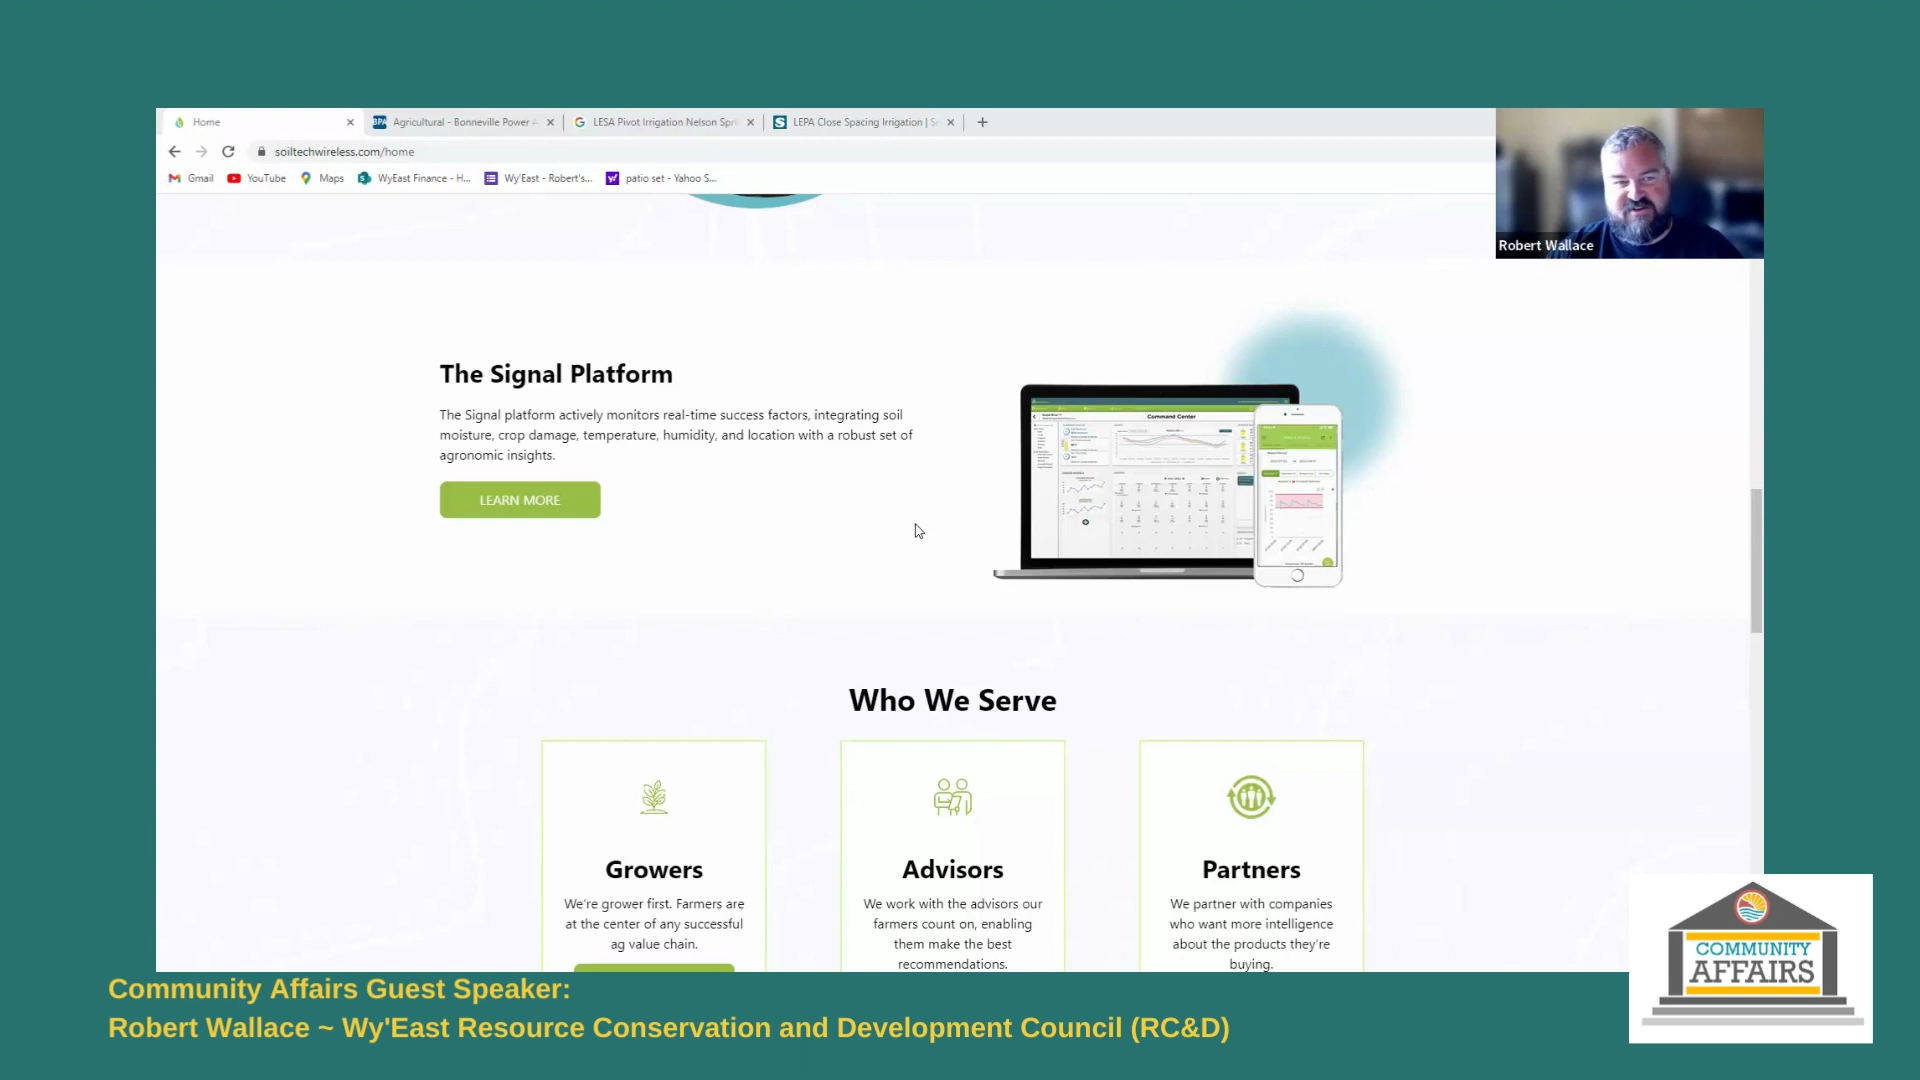 Home
BPA Agricultural - Bonneville Power A
LESA Pivot Irrigation Nelson Spri
LEPA Close Spacing Irrigation | S
soiltechwireless.com/home
Gmail YouTube Maps WyEast Finance - H... Wy'East - Robert's... patio set - Yahoo S...
Robert Wallace
The Signal Platform
The Signal platform actively monitors real-time success factors, integrating soil
moisture, crop damage, temperature, humidity, and location with a robust set of
agronomic insights.
LEARN MORE
Command Center
Who We Serve
Growers
We're grower first. Farmers are
at the center of any successful
ag value chain.
Advisors
We work with the advisors our
farmers count on, enabling
them make the best
recommendations.
Partners
We partner with companies
who want more intelligence
about the products they're
buying.
COMMUNITY
AFFAIRS
Community Affairs Guest Speaker:
Robert Wallace ~ Wy'East Resource Conservation and Development Council (RC&D)